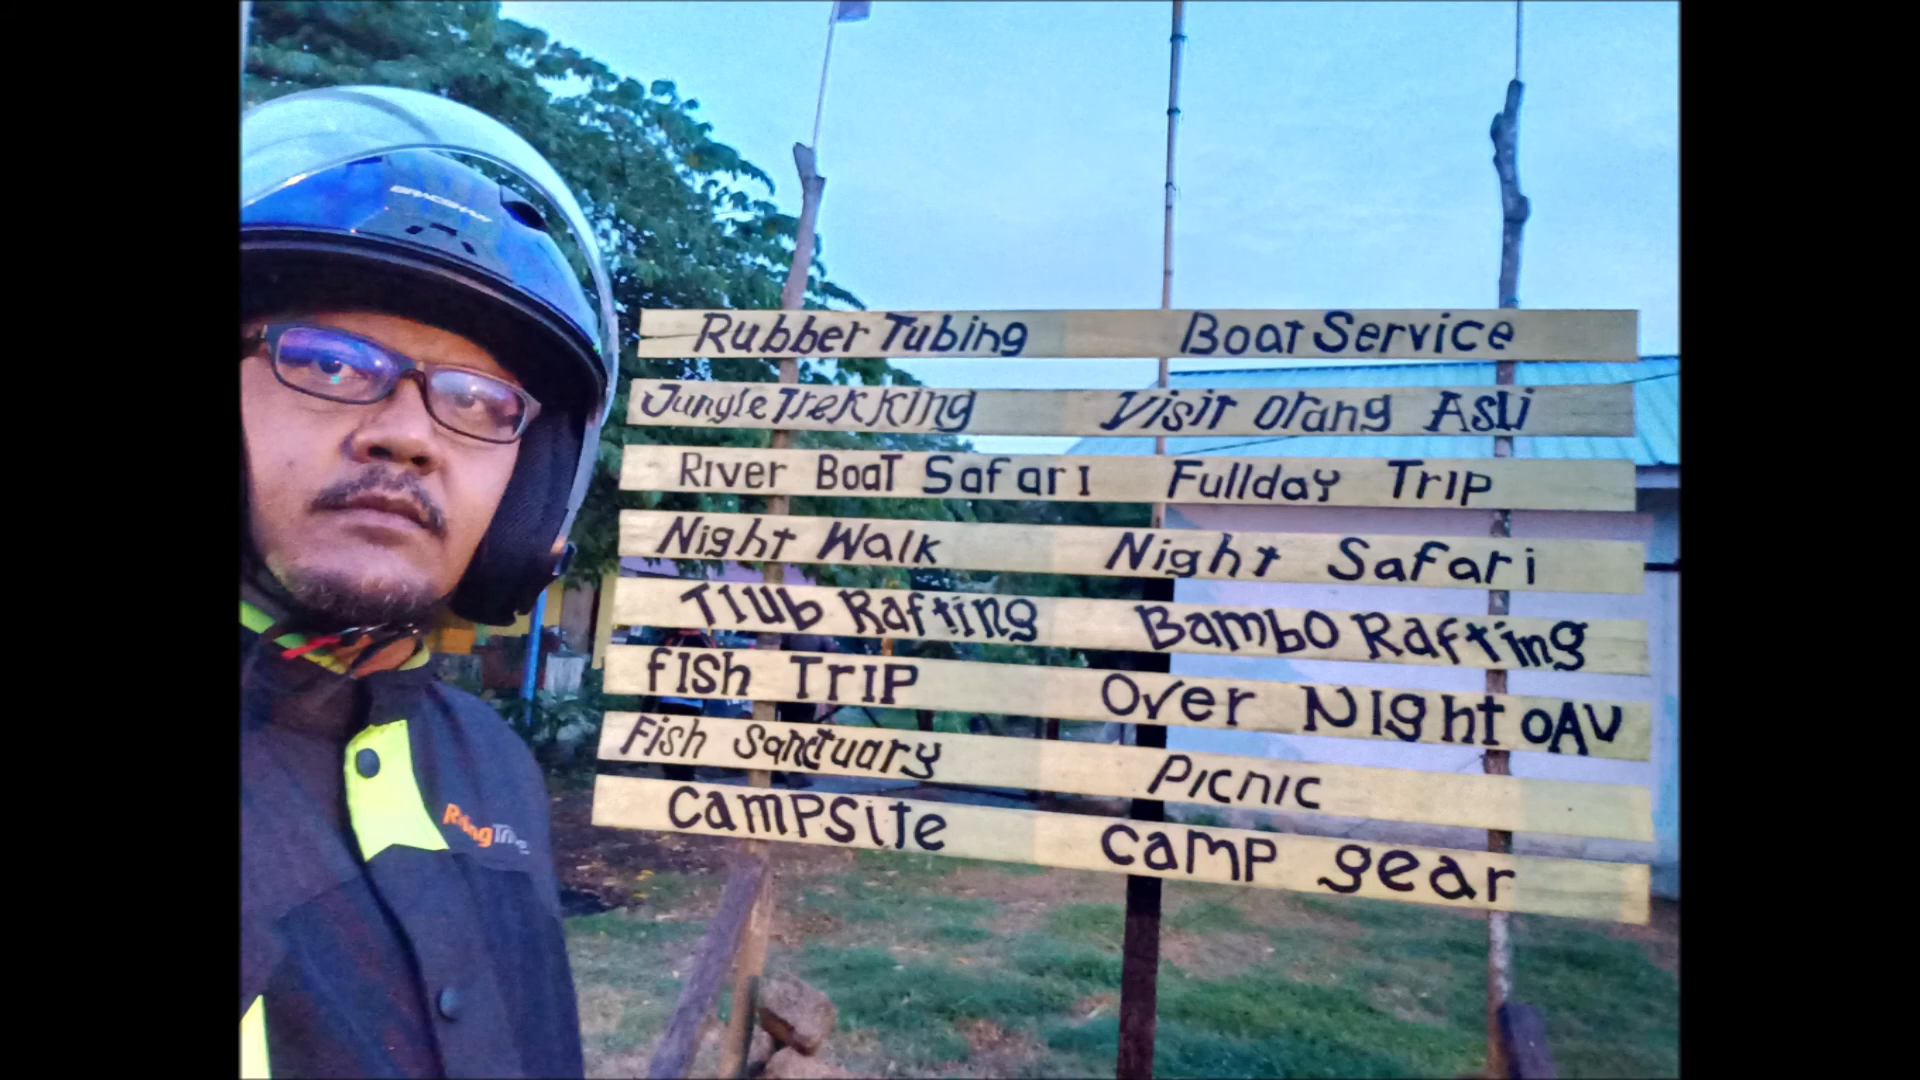 Rubber Tubing Boat Service
Jungle Trekking Visit Orang Asli
River Boat Safari Fullday Trip
Night Walk Night Safari
Tiub Rafting Bambo Rafting
Fish Trip Over Night OAV
Fish Sanctuary Picnic
Campsite Camp gear